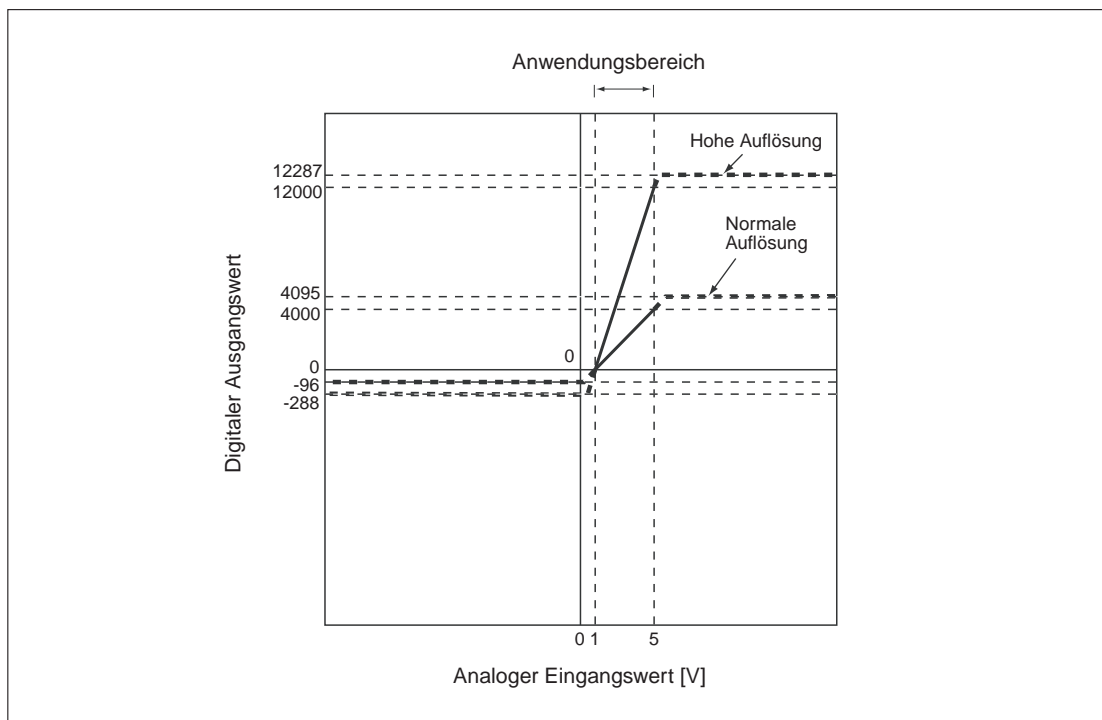 Anwendungsbereich
Hohe Auflösung
12287
12000
Normale
Auflösung
4095
4000
0
0
-96
-288
Digitaler Ausgangswert
0 1 5
Analoger Eingangswert [V]